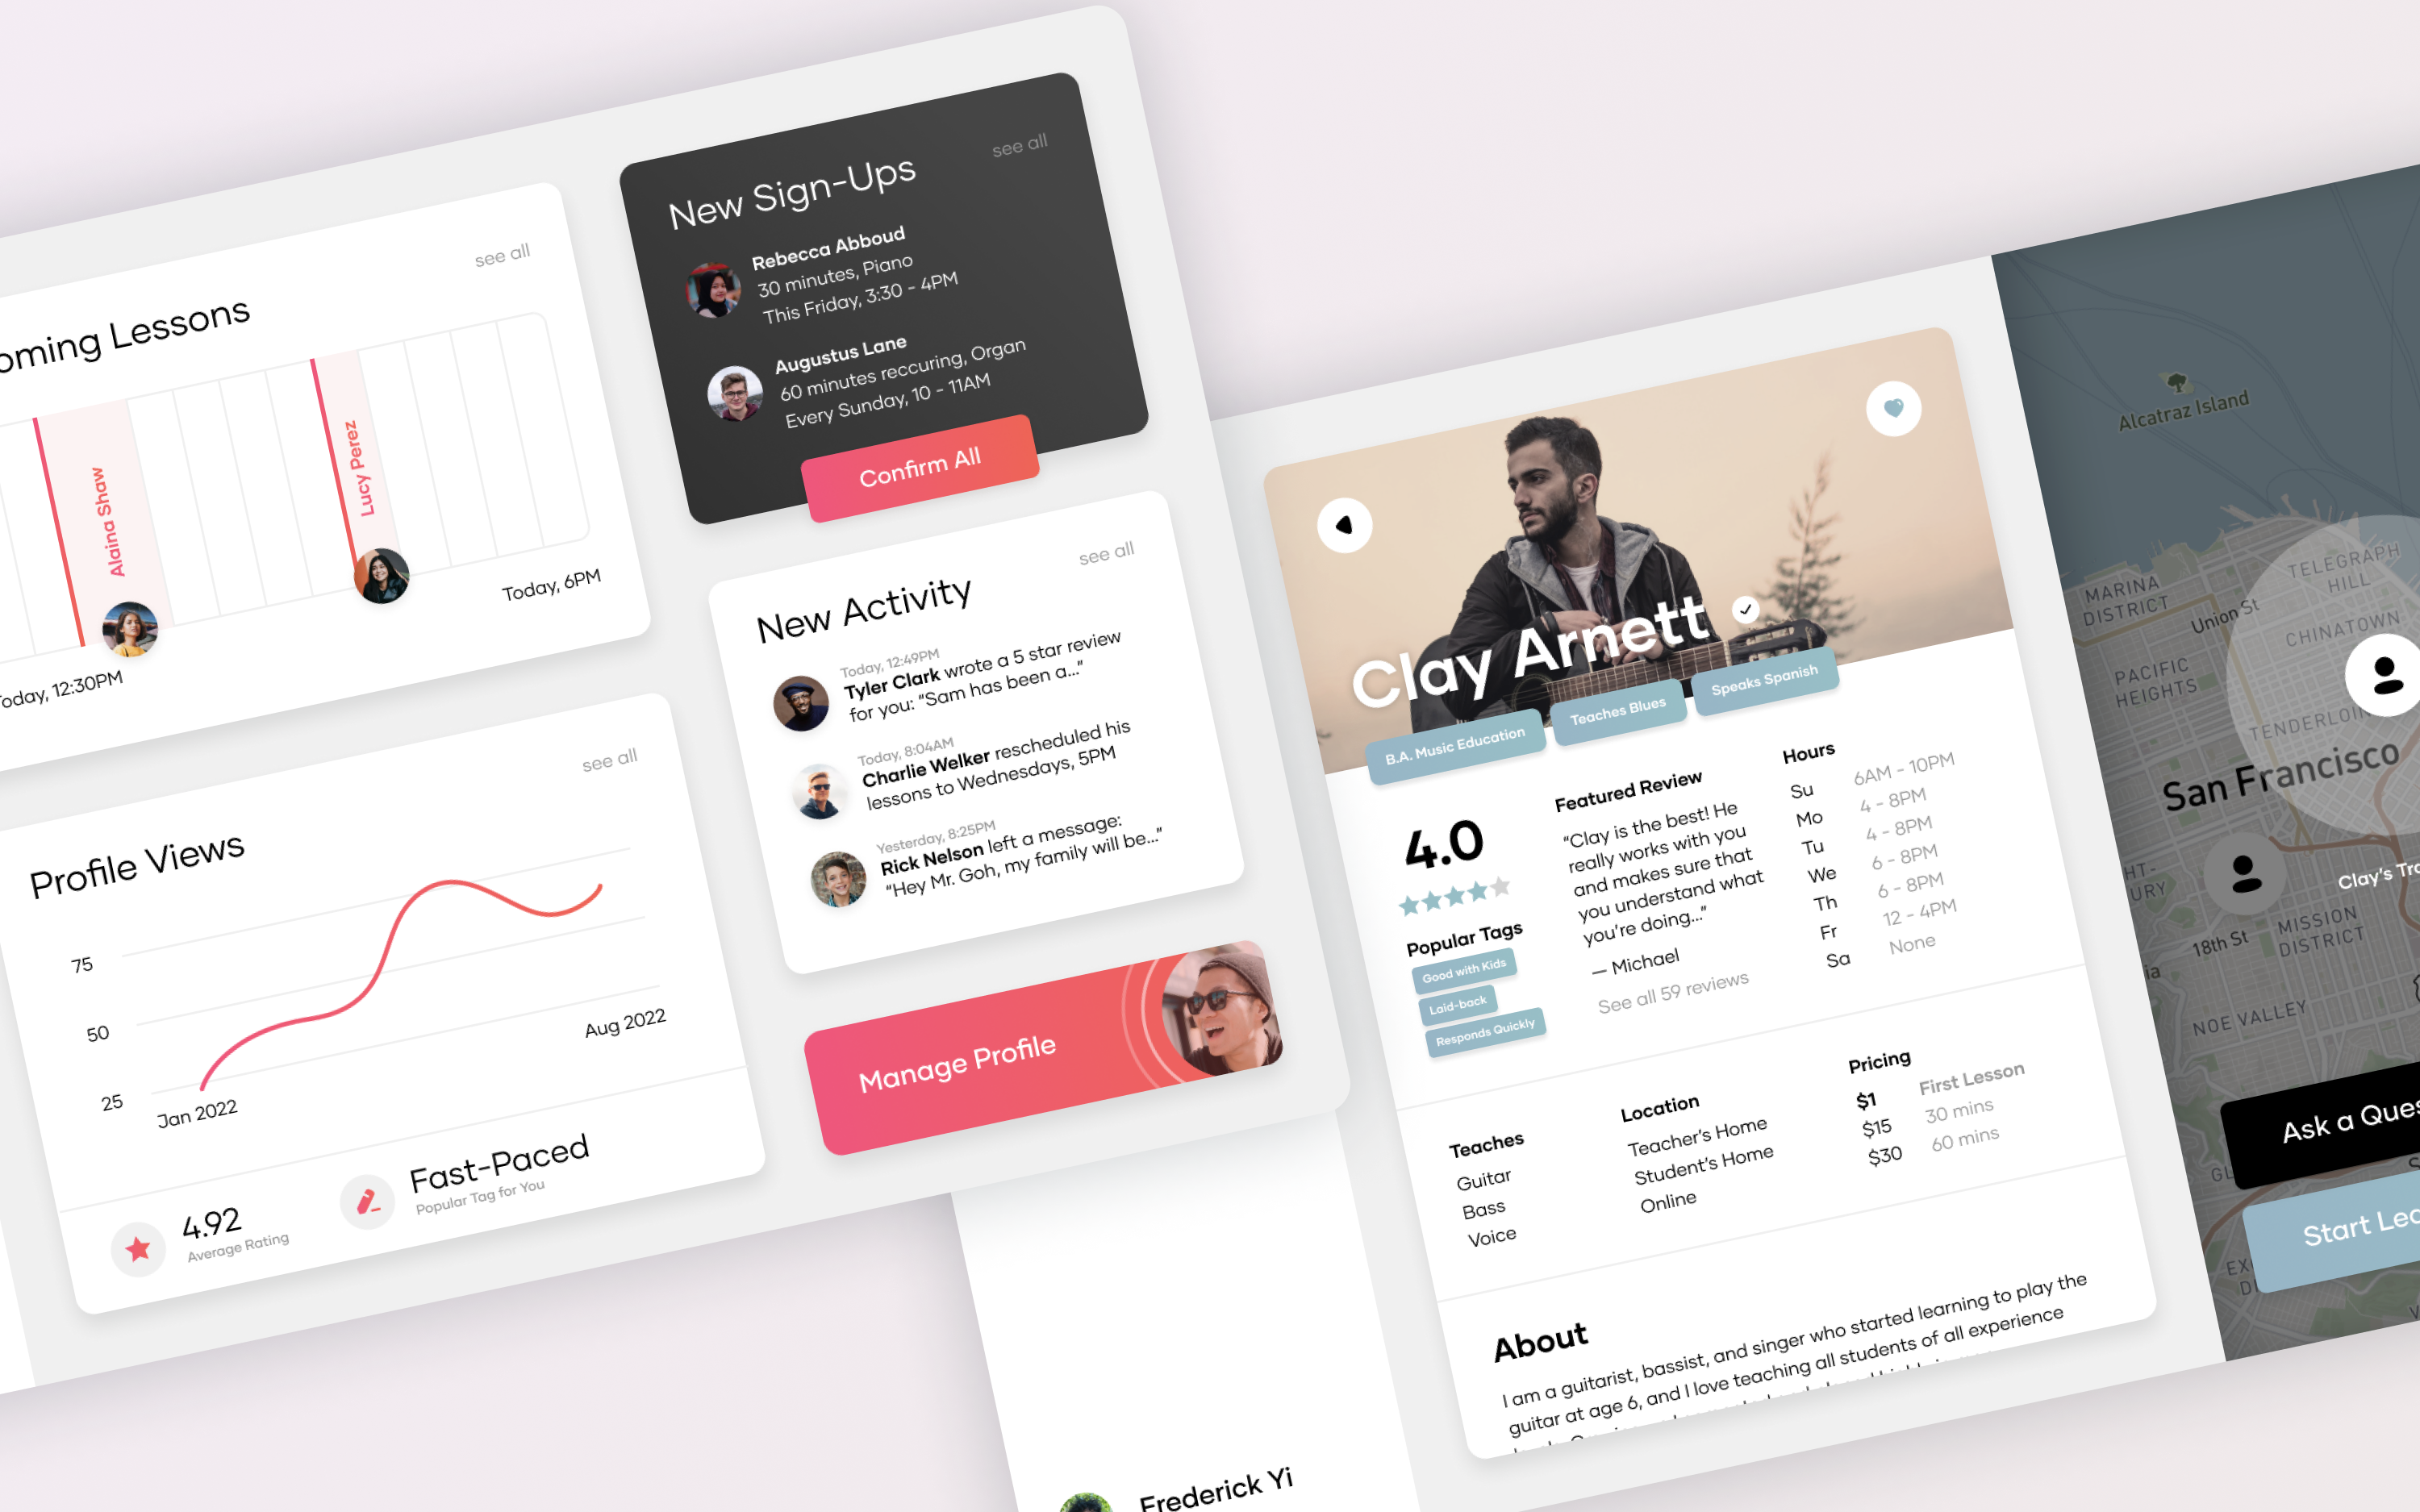 oming Lessons
see all
Alaina Shaw
Lucy Perez
Today, 6PM
oday, 12:30PM
Profile Views
see all
75
50
25
Jan 2022
Aug 2022
4.92
Average Rating
Fast-Paced
Popular Tag for You
New Sign-Ups
see all
Rebecca Abboud
30 minutes, Piano
This Friday, 3:30 - 4PM
Augustus Lane
60 minutes reccuring, Organ
Every Sunday, 10 - 11AM
Confirm All
New Activity
see all
Today, 12:49PM
Tyler Clark wrote a 5 star review
for you: “Sam has been a...”
Today, 8:04AM
Charlie Welker rescheduled his
lessons to Wednesdays, 5PM
Yesterday, 8:25PM
Rick Nelson left a message:
“Hey Mr. Goh, my family will be...”
Manage Profile
Clay Arnett
B.A. Music Education
Teaches Blues
Speaks Spanish
4.0
Popular Tags
Good with Kids
Laid-back
Responds Quickly
Featured Review
“Clay is the best! He
really works with you
and makes sure that
you understand what
you’re doing...”
— Michael
See all 59 reviews
Hours
Su 6AM - 10PM
Mo 4 - 8PM
Tu 4 - 8PM
We 6 - 8PM
Th 6 - 8PM
Fr 12 - 4PM
Sa None
Teaches
Guitar
Bass
Voice
Location
Teacher’s Home
Student’s Home
Online
Pricing
$1 First Lesson
$15 30 mins
$30 60 mins
About
I am a guitarist, bassist, and singer who started learning to play the
guitar at age 6, and I love teaching all students of all experience
Frederick Yi
Alcatraz Island
MARINA
DISTRICT
Union St
TELEGRAPH
HILL
CHINATOWN
PACIFIC
HEIGHTS
TENDERLOIN
San Francisco
HT-
URY
Clay’s Tra
18th St
MISSION
DISTRICT
ia
NOE VALLEY
Ask a Ques
GL
Start Lea
EX
D